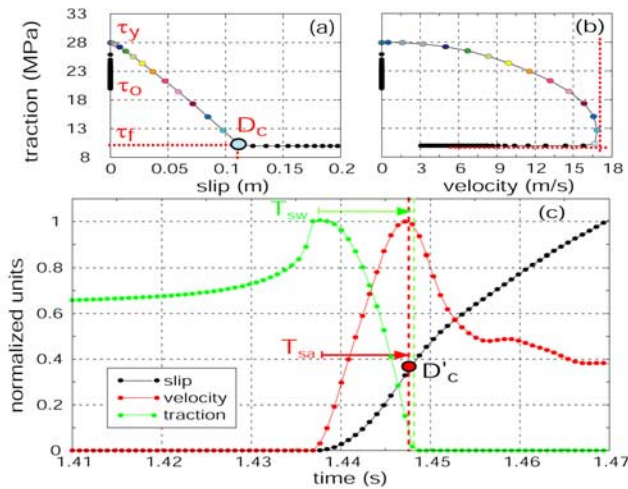 τy
(a)
(b)
28
23
18
13
8
τo
τf
Dc
traction (MPa)
0 0.05 0.1 0.15 0.2
slip (m)
0 3 6 9 12 15 18
velocity (m/s)
(c)
Tsw
1
0.8
0.6
0.4
0.2
0
normalized units
Tsa
D'c
slip
velocity
traction
1.41 1.42 1.43 1.44 1.45 1.46 1.47
time (s)